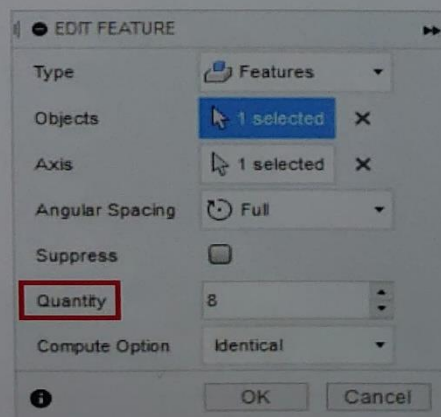 EDIT FEATURE
Type Features
Objects 1 selected
Axis 1 selected
Angular Spacing Full
Suppress
Quantity 8
Compute Option Identical
OK Cancel